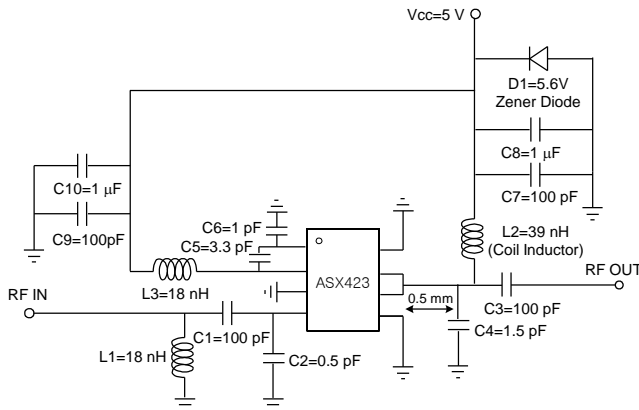 Vcc=5 V
D1=5.6V
Zener Diode
C8=1 μF
C7=100 pF
C10=1 μF
C9=100pF
C6=1 pF
C5=3.3 pF
L2=39 nH
(Coil Inductor)
ASX423
RF OUT
L3=18 nH
0.5 mm
RF IN
C3=100 pF
C1=100 pF
C4=1.5 pF
L1=18 nH
C2=0.5 pF